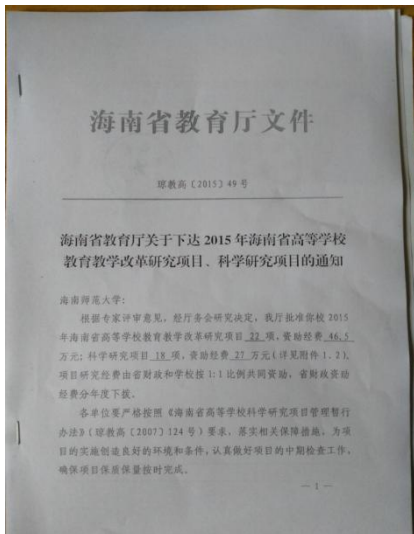 海南省教育厅文件
琼教高〔2015〕49号
海南省教育厅关于下达2015年海南省高等学校
教育教学改革研究项目、科学研究项目的通知
海南师范大学：
根据专家评审意见，经厅务会研究决定，我厅批准你校2015
年海南省高等学校教育教学改革研究项目 22 项，资助经费 46.5
万元；科学研究项目 18 项，资助经费 27 万元（详见附件1、2）。
项目研究经费由省财政和学校按1:1比例共同资助，省财政资助
经费分年度下拨。
各单位要严格按照《海南省高等学校科学研究项目管理暂行
办法》（琼教高〔2007〕124号）要求，落实相关保障措施，为项
目的实施创造良好的环境和条件，认真做好项目的中期检查工作，
确保项目保质保量按时完成。
— 1 —